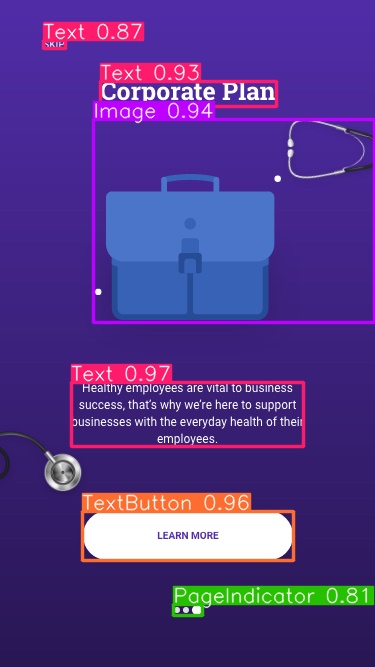 Text 0.87
SKIP
Text 0.93
Corporate Plan
Image 0.94
Text 0.97
Healthy employees are vital to business
success, that's why we're here to support
businesses with the everyday health of their
employees.
TextButton 0.96
LEARN MORE
PageIndicator 0.81